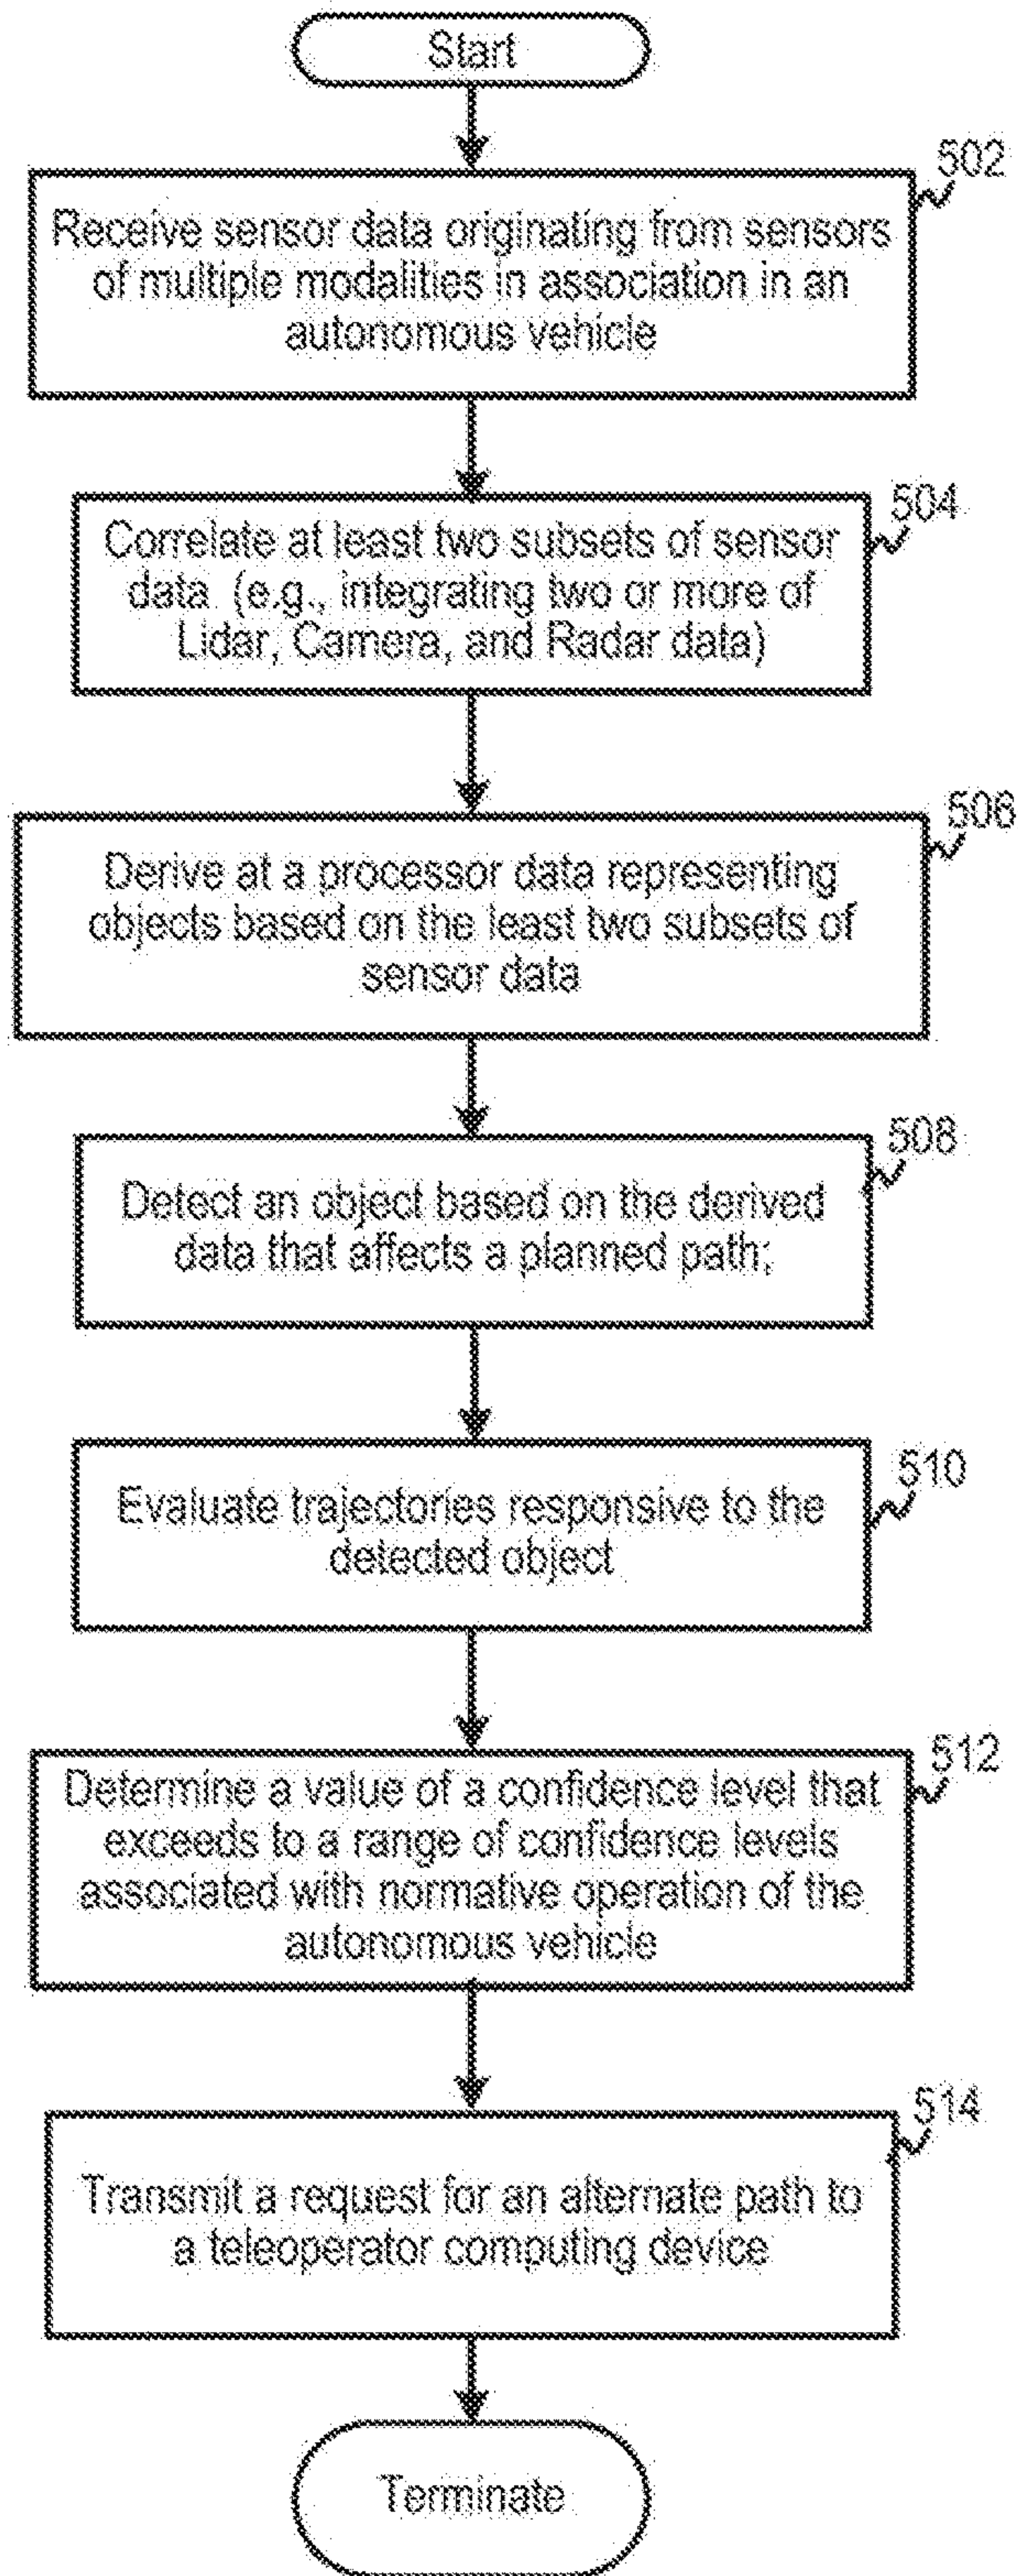 Start
502
Receive sensor data originating from sensors
of multiple modalities in association in an
autonomous vehicle
504
Correlate at least two subsets of sensor
data (e.g., integrating two or more of
Lidar, Camera, and Radar data)
506
Derive at a processor data representing
objects based on the least two subsets of
sensor data
508
Detect an object based on the derived
data that affects a planned path;
510
Evaluate trajectories responsive to the
detected object
512
Determine a value of a confidence level that
exceeds to a range of confidence levels
associated with normative operation of the
autonomous vehicle
514
Transmit a request for an alternate path to
a teleoperator computing device
Terminate